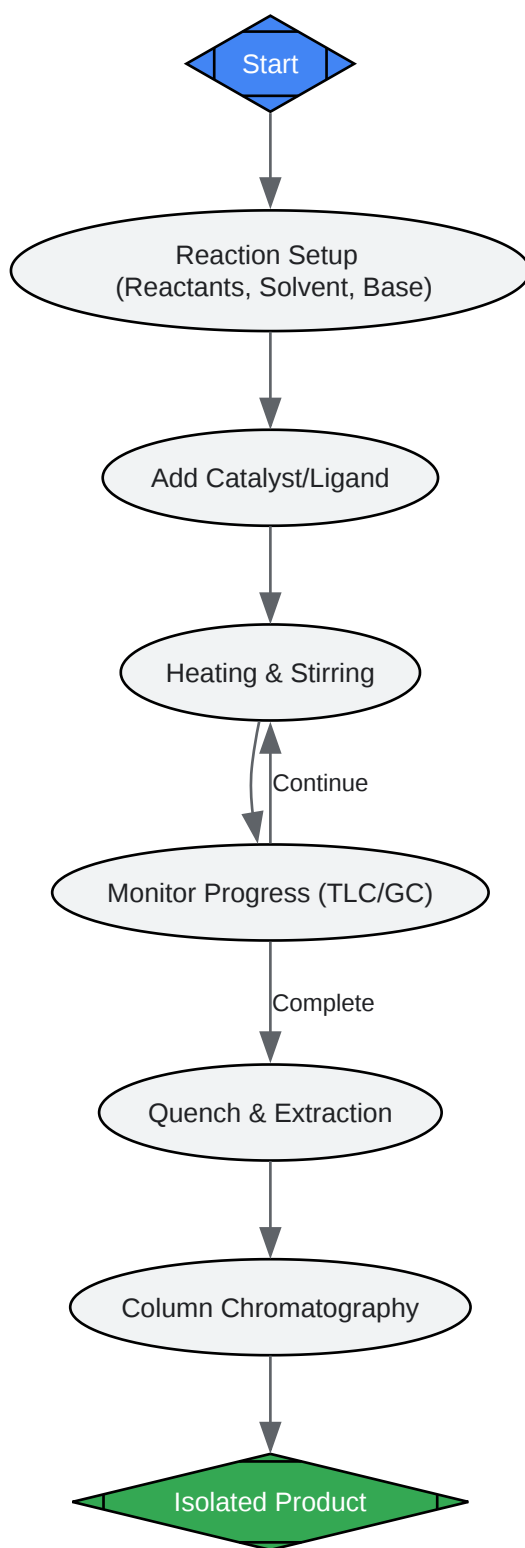 Start
Reaction Setup
(Reactants, Solvent, Base)
Add Catalyst/Ligand
Heating & Stirring
Continue
Monitor Progress (TLC/GC)
Complete
Quench & Extraction
Column Chromatography
Isolated Product